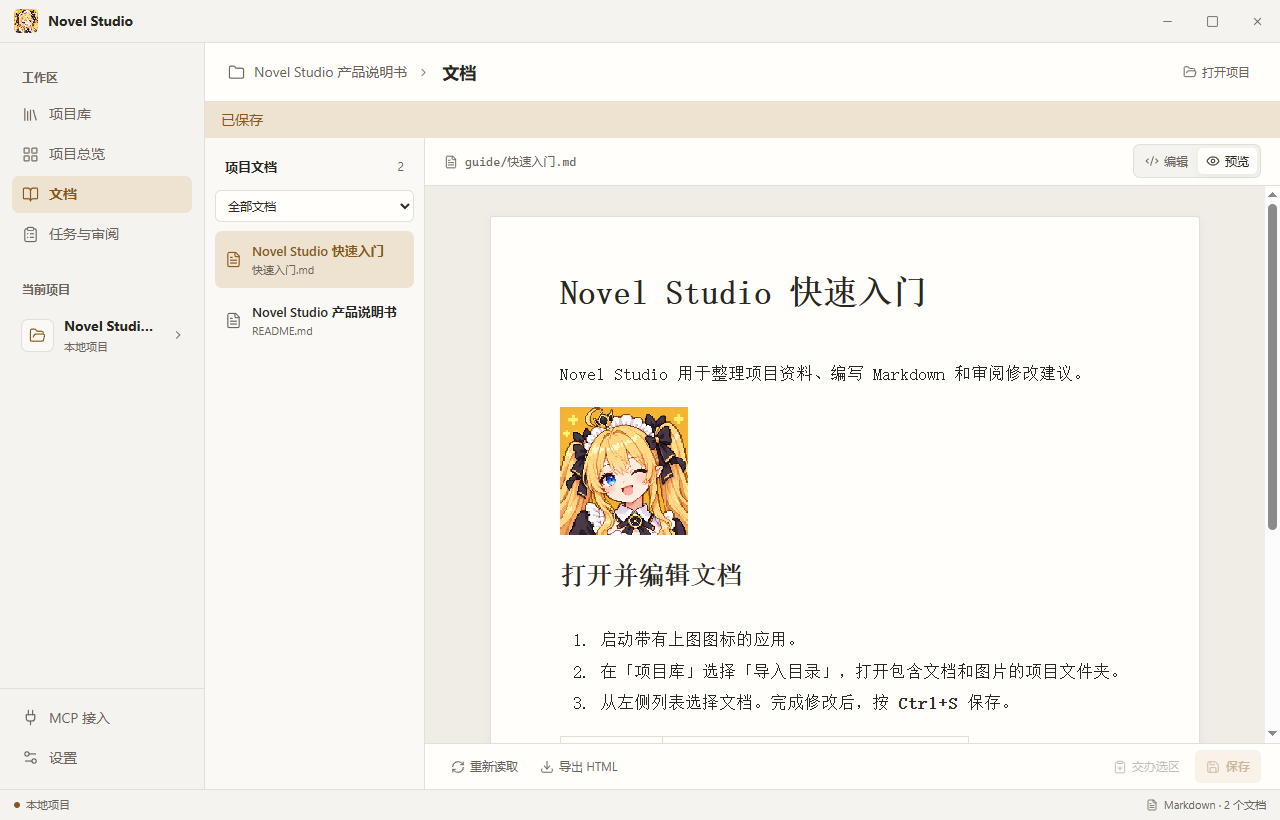 Novel Studio
工作区
项目库
项目总览
文档
任务与审阅
当前项目
Novel Studi...
本地项目
MCP 接入
设置
本地项目
Novel Studio 产品说明书 › 文档
打开项目
已保存
项目文档 2
全部文档
Novel Studio 快速入门
快速入门.md
Novel Studio 产品说明书
README.md
guide/快速入门.md
</> 编辑
预览
Novel Studio 快速入门
Novel Studio 用于整理项目资料、编写 Markdown 和审阅修改建议。
打开并编辑文档
1. 启动带有上图图标的应用。
2. 在「项目库」选择「导入目录」，打开包含文档和图片的项目文件夹。
3. 从左侧列表选择文档。完成修改后，按 Ctrl+S 保存。
重新读取
导出 HTML
交办选区
保存
Markdown · 2 个文档